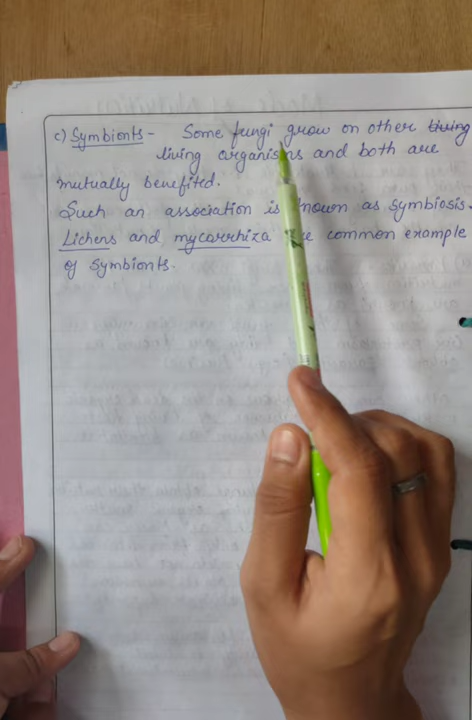 c) Symbionts - Some fungi grow on other living
living organisms and both are
mutually benefited.
Such an association is known as symbiosis.
Lichens and mycorrhiza common example
of symbionts.